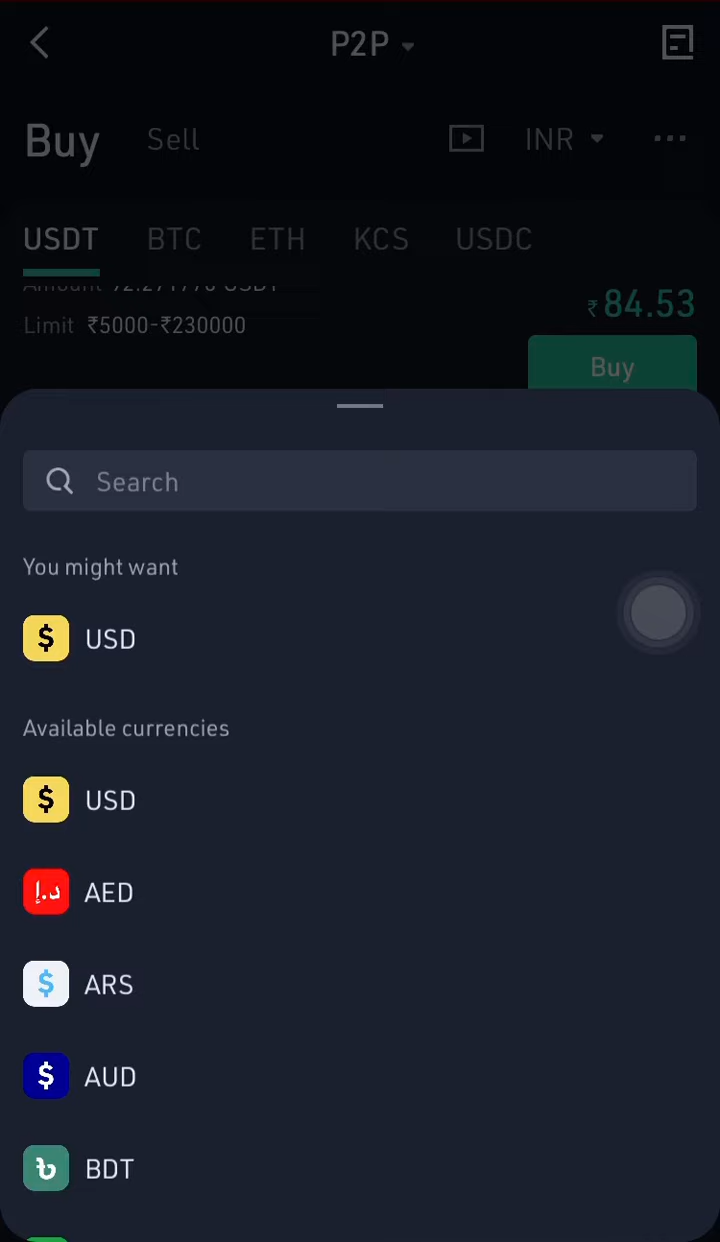 P2P
Buy Sell INR
USDT BTC ETH KCS USDC
Amount
₹84.53
Limit ₹5000-₹230000
Buy
Search
You might want
$ USD
Available currencies
$ USD
د.إ AED
$ ARS
$ AUD
৳ BDT